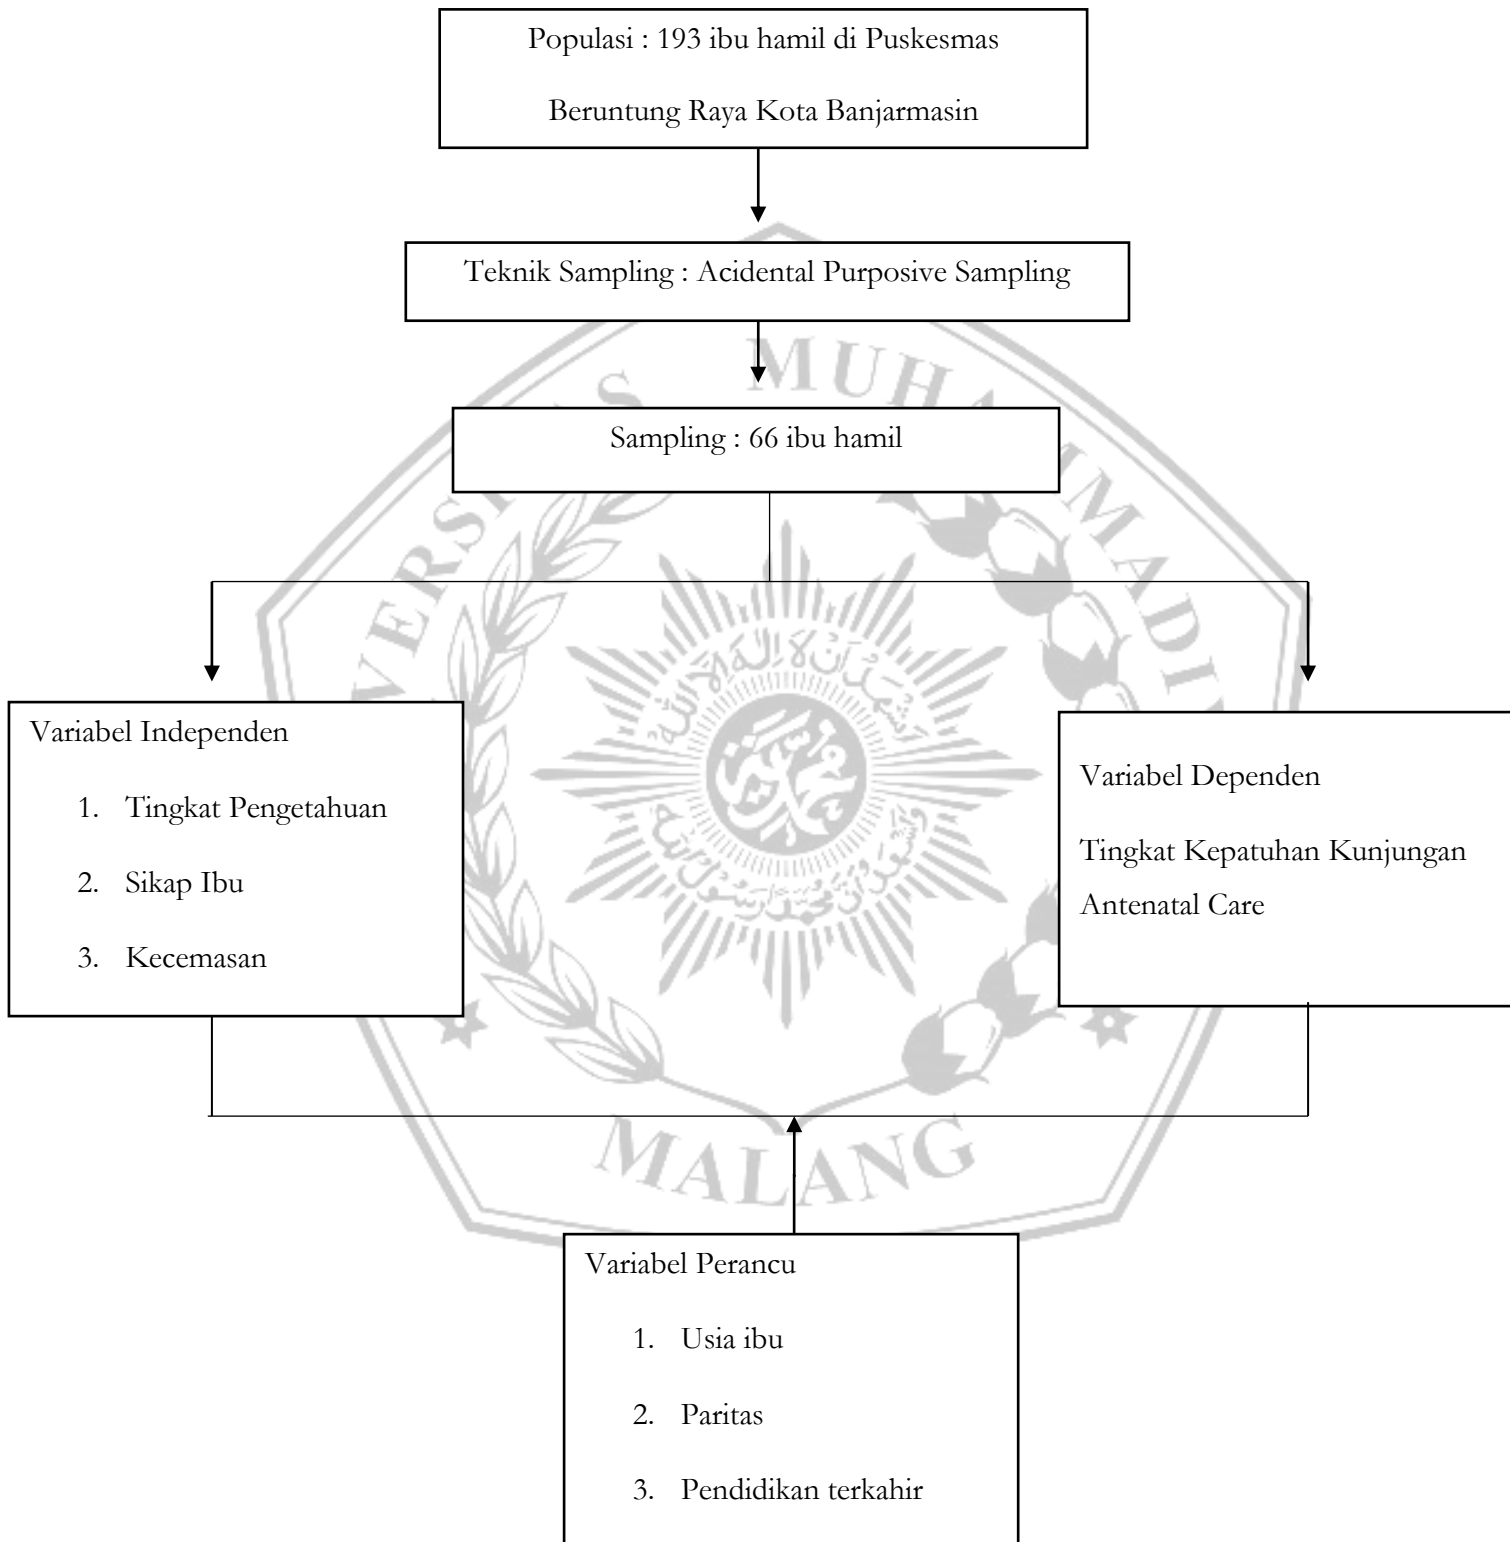 Populasi : 193 ibu hamil di Puskesmas
Beruntung Raya Kota Banjarmasin
Teknik Sampling : Acidental Purposive Sampling
Sampling : 66 ibu hamil
Variabel Independen
1. Tingkat Pengetahuan
2. Sikap Ibu
3. Kecemasan
Variabel Dependen
Tingkat Kepatuhan Kunjungan
Antenatal Care
Variabel Perancu
1. Usia ibu
2. Paritas
3. Pendidikan terkahir
MALANG